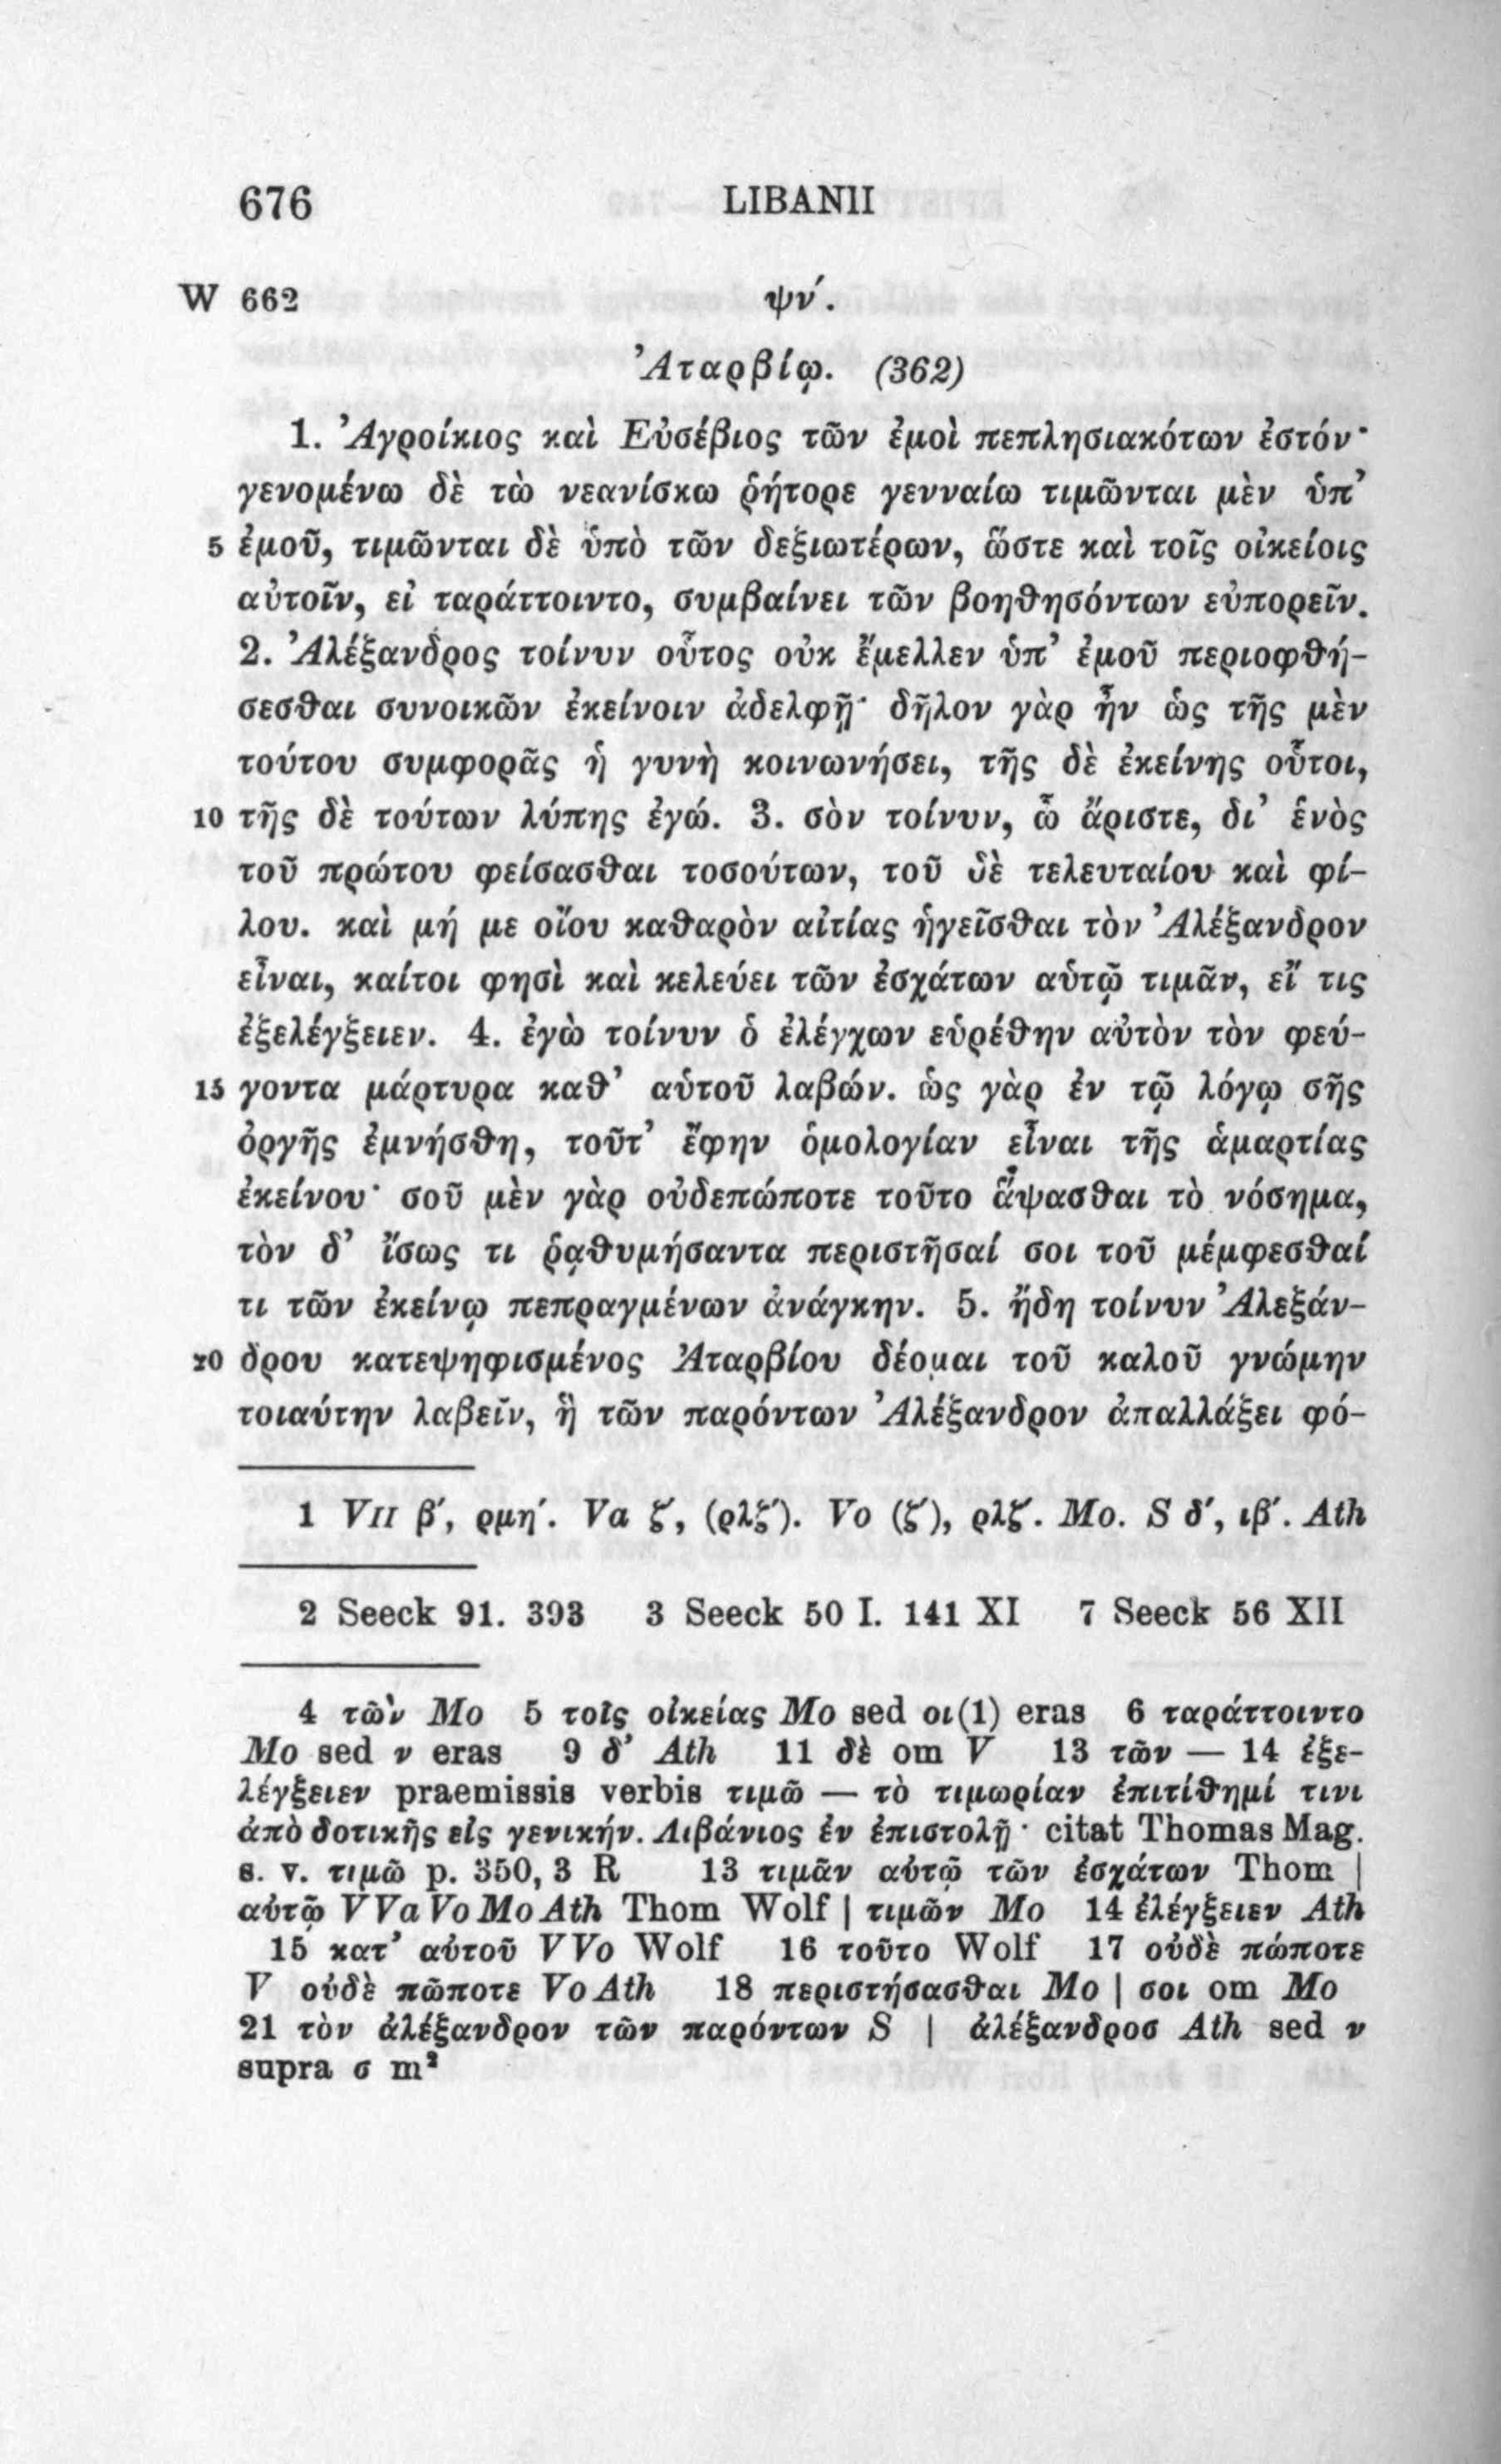 676 LIBANII
W 662 ψν′.
Ἀταρβίῳ. (362)
1. Ἀγροίκιος καὶ Εὐσέβιος τῶν ἐμοὶ πεπλησιακότων ἐστόν·
γενομένω δὲ τὼ νεανίσκω ῥήτορε γενναίω τιμῶνται μὲν ὑπ’
5 ἐμοῦ, τιμῶνται δὲ ὑπὸ τῶν δεξιωτέρων, ὥστε καὶ τοῖς οἰκείοις
αὐτοῖν, εἰ ταράττοιντο, συμβαίνει τῶν βοηθησόντων εὐπορεῖν.
2. Ἀλέξανδρος τοίνυν οὗτος οὐκ ἔμελλεν ὑπ’ ἐμοῦ περιοφθή-
σεσθαι συνοικῶν ἐκείνοιν ἀδελφῇ· δῆλον γὰρ ἦν ὡς τῆς μὲν
τούτου συμφορᾶς ἡ γυνὴ κοινωνήσει, τῆς δὲ ἐκείνης οὗτοι,
10 τῆς δὲ τούτων λύπης ἐγώ. 3. σὸν τοίνυν, ὦ ἄριστε, δι’ ἑνὸς
τοῦ πρώτου φείσασθαι τοσούτων, τοῦ δὲ τελευταίου καὶ φί-
λου. καὶ μή με οἴου καθαρὸν αἰτίας ἡγεῖσθαι τὸν Ἀλέξανδρον
εἶναι, καίτοι φησὶ καὶ κελεύει τῶν ἐσχάτων αὑτῷ τιμᾶν, εἴ τις
ἐξελέγξειεν. 4. ἐγὼ τοίνυν ὁ ἐλέγχων εὑρέθην αὐτὸν τὸν φεύ-
15 γοντα μάρτυρα καθ’ αὑτοῦ λαβών. ὡς γὰρ ἐν τῷ λόγῳ σῆς
ὀργῆς ἐμνήσθη, τοῦτ’ ἔφην ὁμολογίαν εἶναι τῆς ἁμαρτίας
ἐκείνου· σοῦ μὲν γὰρ οὐδεπώποτε τοῦτο ἅψασθαι τὸ νόσημα,
τὸν δ’ ἴσως τι ῥᾳθυμήσαντα περιστῆσαί σοι τοῦ μέμφεσθαί
τι τῶν ἐκείνῳ πεπραγμένων ἀνάγκην. 5. ἤδη τοίνυν Ἀλεξάν-
20 δρου κατεψηφισμένος Ἀταρβίου δέομαι τοῦ καλοῦ γνώμην
τοιαύτην λαβεῖν, ἣ τῶν παρόντων Ἀλέξανδρον ἀπαλλάξει φό-
1 VII β′, ρμη′. Va ζ′, (ρλζ′). Vo (ζ′), ρλζ′. Mo. S δ′, ιβ′. Ath
2 Seeck 91. 393 3 Seeck 50 I. 141 XI 7 Seeck 56 XII
4 τῶν Mo 5 τοῖς οἰκείας Mo sed οι(1) eras 6 ταράττοιντο
Mo sed ν eras 9 δ’ Ath 11 δὲ om V 13 τῶν — 14 ἐξε-
λέγξειεν praemissis verbis τιμῶ — τὸ τιμωρίαν ἐπιτίθημί τινι
ἀπὸ δοτικῆς εἰς γενικήν. Λιβάνιος ἐν ἐπιστολῇ· citat Thomas Mag.
s. v. τιμῶ p. 350, 3 R 13 τιμᾶν αὐτῷ τῶν ἐσχάτων Thom |
αὐτῷ V Va Vo Mo Ath Thom Wolf | τιμῶν Mo 14 ἐλέγξειεν Ath
15 κατ’ αὐτοῦ V Vo Wolf 16 τοῦτο Wolf 17 οὐδὲ πώποτε
V οὐδὲ πῶποτε Vo Ath 18 περιστήσασθαι Mo | σοι om Mo
21 τὸν ἀλέξανδρον τῶν παρόντων S | ἀλέξανδροσ Ath sed ν
supra σ m²